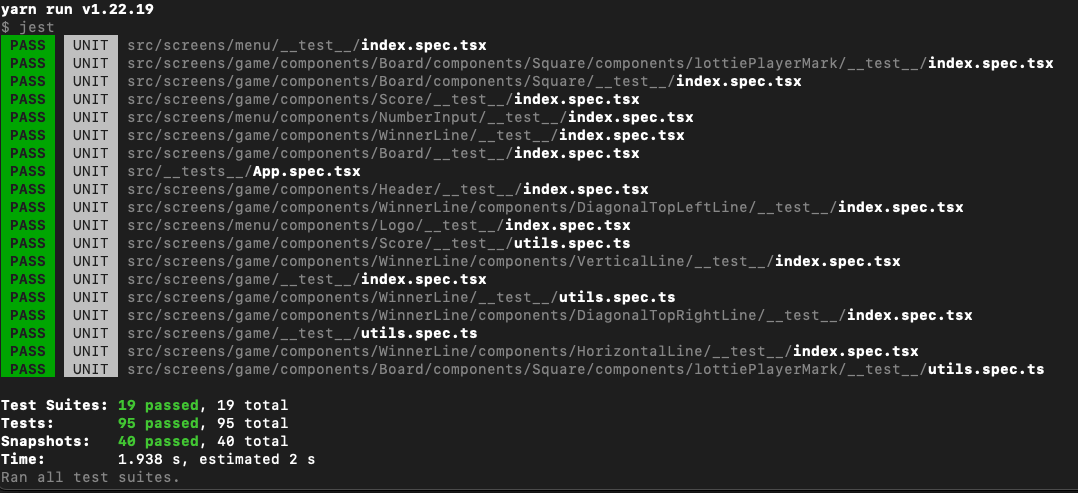 yarn run v1.22.19
$ jest
PASS UNIT src/screens/menu/__test__/index.spec.tsx
PASS UNIT src/screens/game/components/Board/components/Square/components/lottiePlayerMark/__test__/index.spec.tsx
PASS UNIT src/screens/game/components/Board/components/Square/__test__/index.spec.tsx
PASS UNIT src/screens/game/components/Score/__test__/index.spec.tsx
PASS UNIT src/screens/menu/components/NumberInput/__test__/index.spec.tsx
PASS UNIT src/screens/game/components/WinnerLine/__test__/index.spec.tsx
PASS UNIT src/screens/game/components/Board/__test__/index.spec.tsx
PASS UNIT src/__tests__/App.spec.tsx
PASS UNIT src/screens/game/components/Header/__test__/index.spec.tsx
PASS UNIT src/screens/game/components/WinnerLine/components/DiagonalTopLeftLine/__test__/index.spec.tsx
PASS UNIT src/screens/menu/components/Logo/__test__/index.spec.tsx
PASS UNIT src/screens/game/components/Score/__test__/utils.spec.ts
PASS UNIT src/screens/game/components/WinnerLine/components/VerticalLine/__test__/index.spec.tsx
PASS UNIT src/screens/game/__test__/index.spec.tsx
PASS UNIT src/screens/game/components/WinnerLine/__test__/utils.spec.ts
PASS UNIT src/screens/game/components/WinnerLine/components/DiagonalTopRightLine/__test__/index.spec.tsx
PASS UNIT src/screens/game/__test__/utils.spec.ts
PASS UNIT src/screens/game/components/WinnerLine/components/HorizontalLine/__test__/index.spec.tsx
PASS UNIT src/screens/game/components/Board/components/Square/components/lottiePlayerMark/__test__/utils.spec.ts
Test Suites: 19 passed, 19 total
Tests: 95 passed, 95 total
Snapshots: 40 passed, 40 total
Time: 1.938 s, estimated 2 s
Ran all test suites.